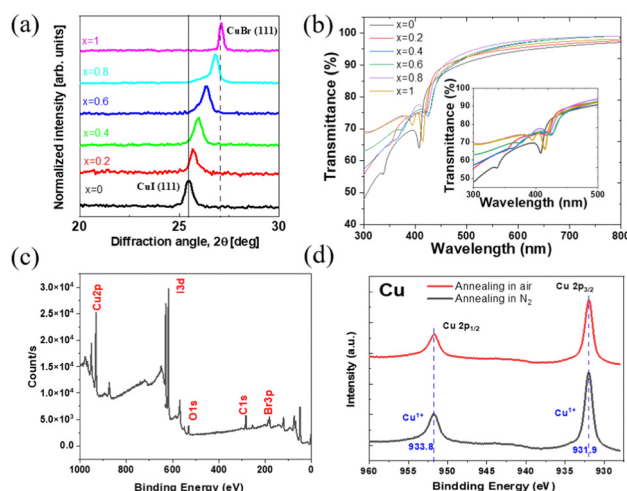 (a)
CuBr (111)
x=1
x=0.8
x=0.6
x=0.4
x=0.2
x=0
CuI (111)
Normalized intensity [arb. units]
20 25 30
Diffraction angle, 2θ [deg]
(b)
x=0
x=0.2
x=0.4
x=0.6
x=0.8
x=1
Transmittance (%)
100
90
80
70
60
50
40
300 400 500 600 700 800
Wavelength (nm)
Transmittance (%)
100
90
80
70
60
50
300 400 500
Wavelength (nm)
(c)
Cu2p
I3d
O1s
C1s
Br3p
Count/s
3.0×10⁴
2.5×10⁴
2.0×10⁴
1.5×10⁴
1.0×10⁴
5.0×10³
0.0
1000 800 600 400 200 0
Binding Energy (eV)
(d)
Cu
Annealing in air
Annealing in N₂
Cu 2p₃/₂
Cu 2p₁/₂
Cu¹⁺
933.8
Cu¹⁺
931.9
Intensity (a.u.)
960 955 950 945 940 935 930
Bindding Energy (eV)